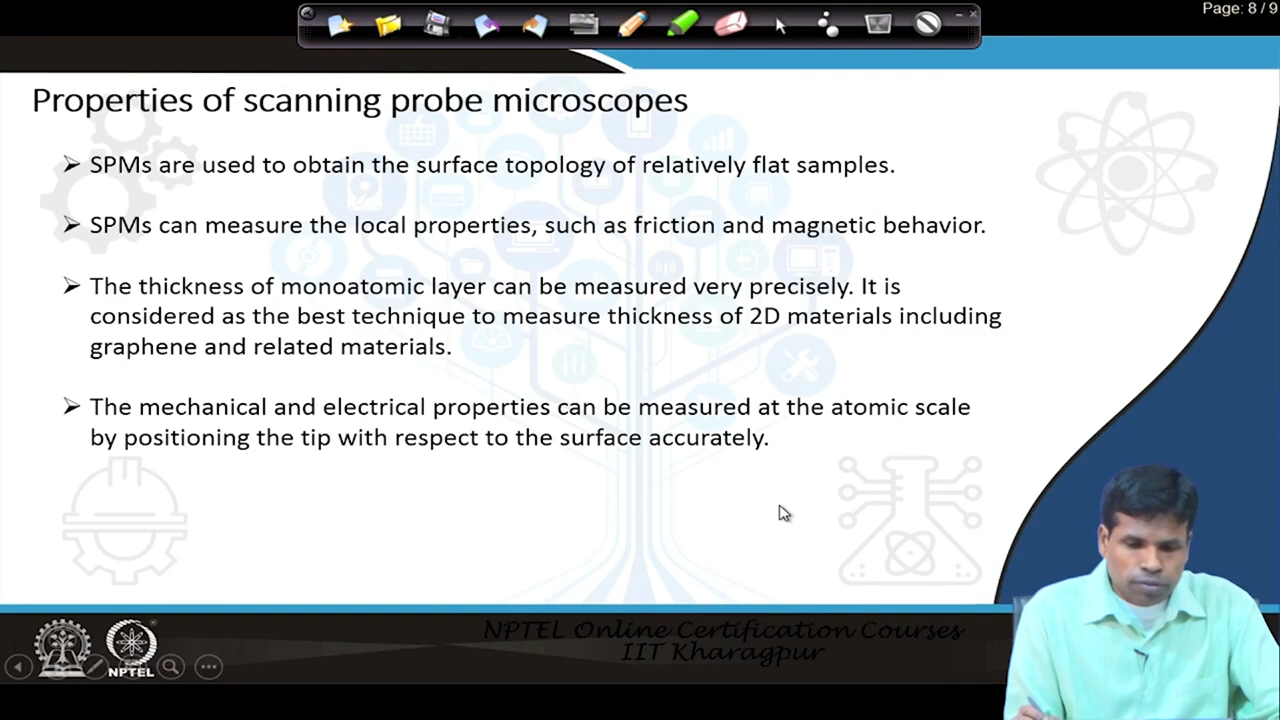 Page: 8 / 9
Properties of scanning probe microscopes
➢ SPMs are used to obtain the surface topology of relatively flat samples.
➢ SPMs can measure the local properties, such as friction and magnetic behavior.
➢ The thickness of monoatomic layer can be measured very precisely. It is
considered as the best technique to measure thickness of 2D materials including
graphene and related materials.
➢ The mechanical and electrical properties can be measured at the atomic scale
by positioning the tip with respect to the surface accurately.
NPTEL Online Certification Courses
IIT Kharagpur
NPTEL